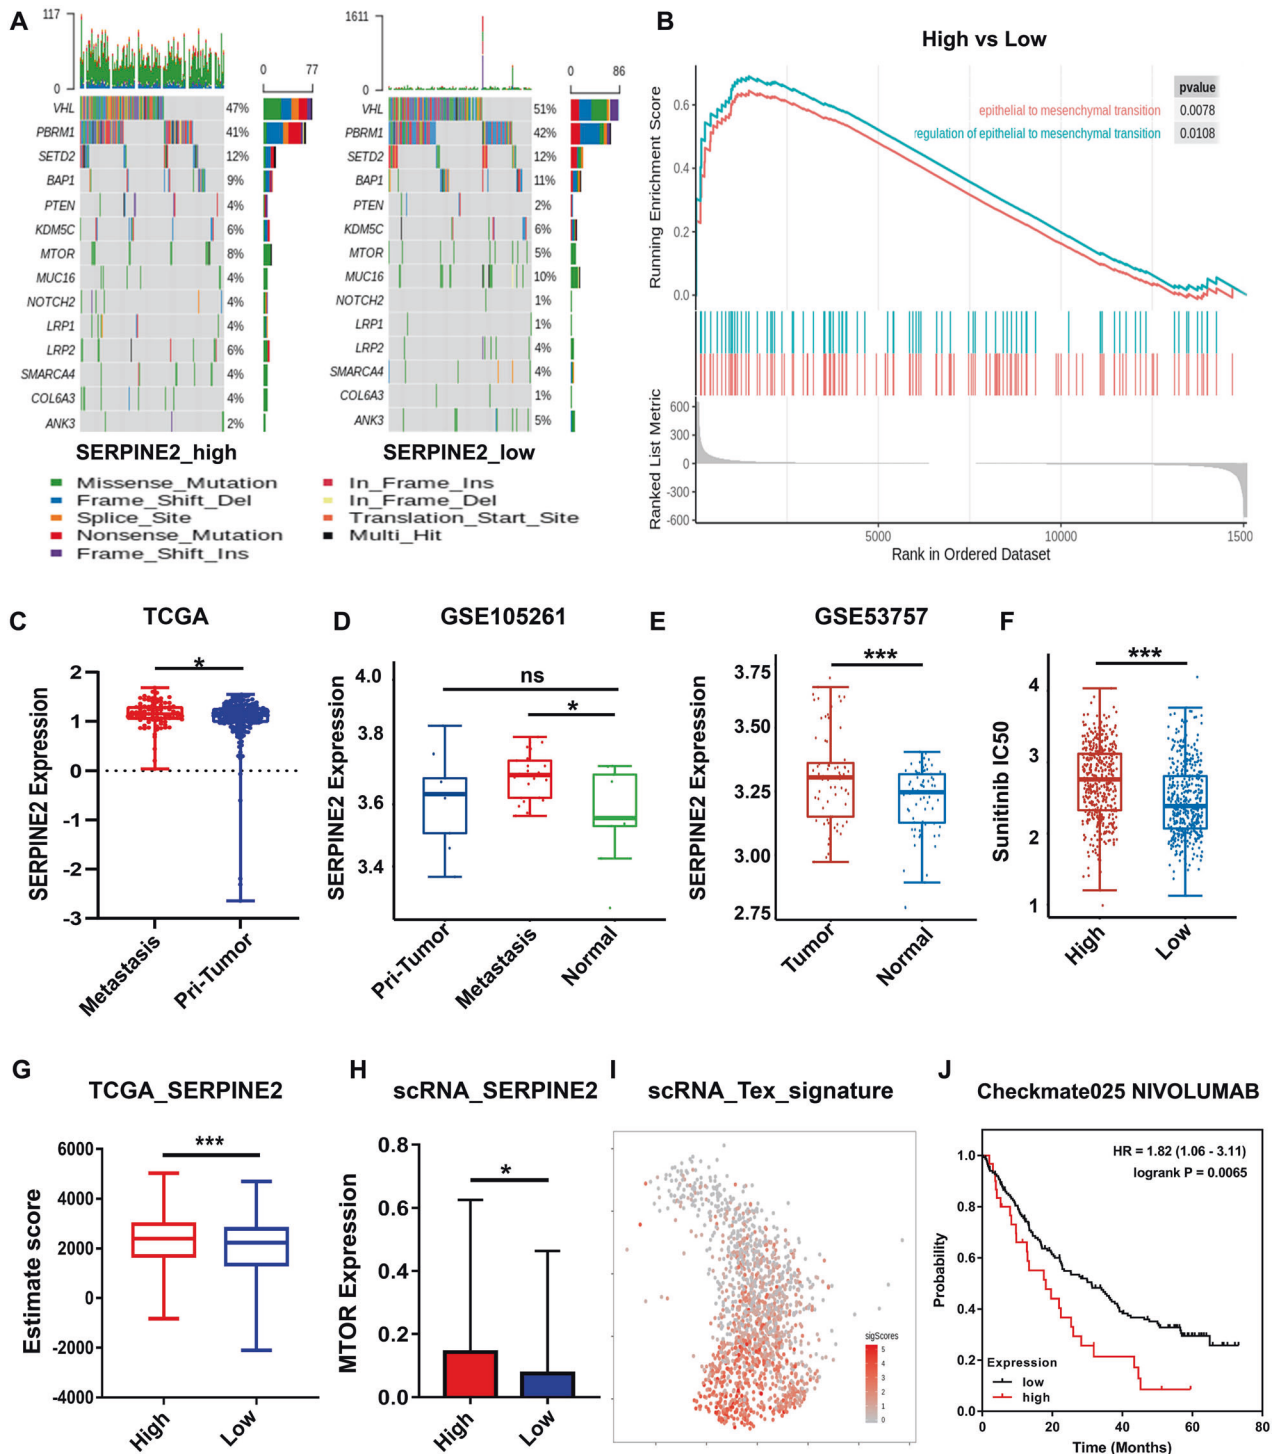 A
117
0
0 77
VHL 47%
PBRM1 41%
SETD2 12%
BAP1 9%
PTEN 4%
KDM5C 6%
MTOR 8%
MUC16 4%
NOTCH2 4%
LRP1 4%
LRP2 6%
SMARCA4 4%
COL6A3 4%
ANK3 2%
SERPINE2_high
1611
0
0 86
VHL 51%
PBRM1 42%
SETD2 12%
BAP1 11%
PTEN 2%
KDM5C 6%
MTOR 5%
MUC16 10%
NOTCH2 1%
LRP1 1%
LRP2 4%
SMARCA4 4%
COL6A3 1%
ANK3 5%
SERPINE2_low
Missense_Mutation
Frame_Shift_Del
Splice_Site
Nonsense_Mutation
Frame_Shift_Ins
In_Frame_Ins
In_Frame_Del
Translation_Start_Site
Multi_Hit
B
High vs Low
pvalue
epithelial to mesenchymal transition 0.0078
regulation of epithelial to mesenchymal transition 0.0108
Running Enrichment Score
0.6
0.4
0.2
0.0
Ranked List Metric
600
300
0
-300
-600
5000 10000 1500
Rank in Ordered Dataset
C
TCGA
*
SERPINE2 Expression
2
1
0
-1
-2
-3
Metastasis
Pri-Tumor
D
GSE105261
ns
*
SERPINE2 Expression
4.0
3.8
3.6
3.4
Pri-Tumor
Metastasis
Normal
E
GSE53757
***
SERPINE2 Expression
3.75
3.50
3.25
3.00
2.75
Tumor
Normal
F
***
Sunitinib IC50
4
3
2
1
High
Low
G
TCGA_SERPINE2
***
Estimate score
6000
4000
2000
0
-2000
-4000
High
Low
H
scRNA_SERPINE2
*
MTOR Expression
0.8
0.6
0.4
0.2
0.0
High
Low
I
scRNA_Tex_signature
sigScores
5
4
3
2
1
0
J
Checkmate025 NIVOLUMAB
HR = 1.82 (1.06 - 3.11)
logrank P = 0.0065
Probability
1.0
0.8
0.6
0.4
0.2
0.0
Expression
low
high
0 20 40 60 80
Time (Months)